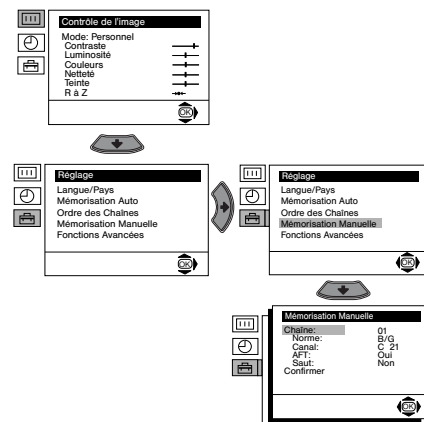 Contrôle de l'image
Mode: Personnel
Contraste
Luminosité
Couleurs
Netteté
Teinte
R à Z
OK
Réglage
Langue/Pays
Mémorisation Auto
Ordre des Chaînes
Mémorisation Manuelle
Fonctions Avancées
OK
Réglage
Langue/Pays
Mémorisation Auto
Ordre des Chaînes
Mémorisation Manuelle
Fonctions Avancées
OK
Mémorisation Manuelle
Chaîne: 01
Norme: B/G
Canal: C 21
AFT: Oui
Saut: Non
Confirmer
OK